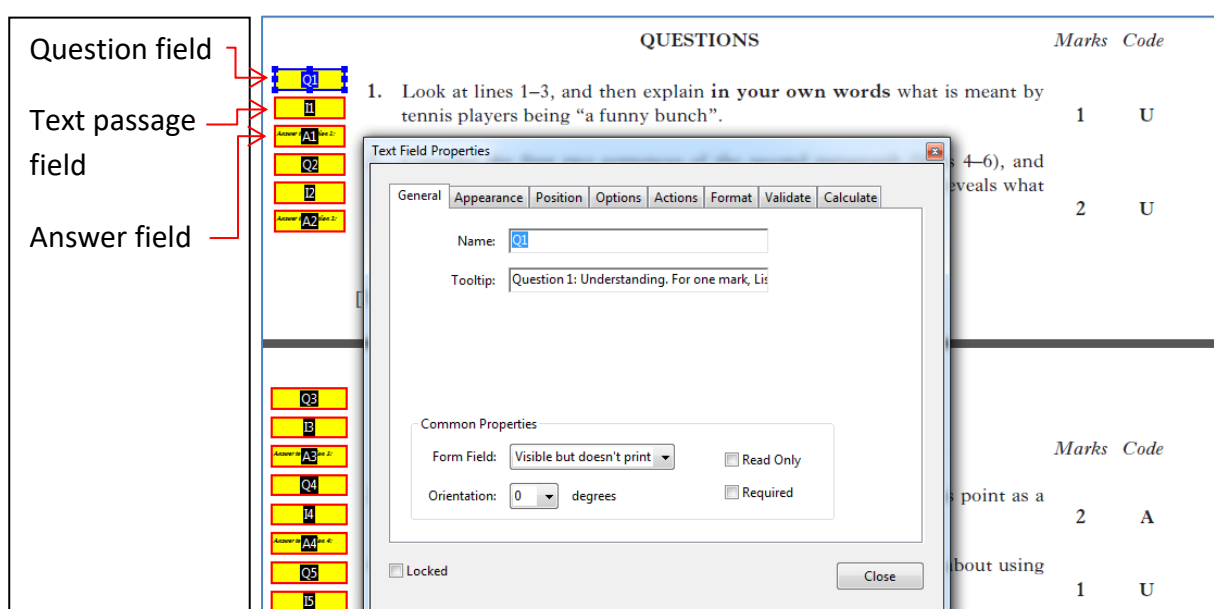 Question field
Text passage
field
Answer field
QUESTIONS
Marks Code
Q1
I1
A1
Q2
I2
A2
1. Look at lines 1–3, and then explain in your own words what is meant by
tennis players being “a funny bunch”.
1 U
4–6), and
eveals what
2 U
[
Text Field Properties
General Appearance Position Options Actions Format Validate Calculate
Name: Q1
Tooltip: Question 1: Understanding. For one mark, Lis
Common Properties
Form Field: Visible but doesn't print
Read Only
Orientation: 0 degrees
Required
Locked
Close
Q3
I3
A3
Q4
I4
A4
Q5
I5
Marks Code
s point as a
2 A
bout using
1 U